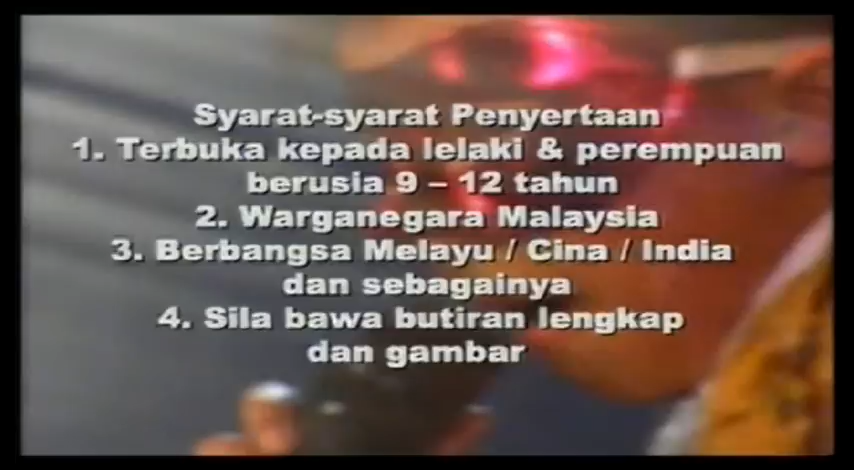 Syarat-syarat Penyertaan
1. Terbuka kepada lelaki & perempuan
berusia 9 – 12 tahun
2. Warganegara Malaysia
3. Berbangsa Melayu / Cina / India
dan sebagainya
4. Sila bawa butiran lengkap
dan gambar